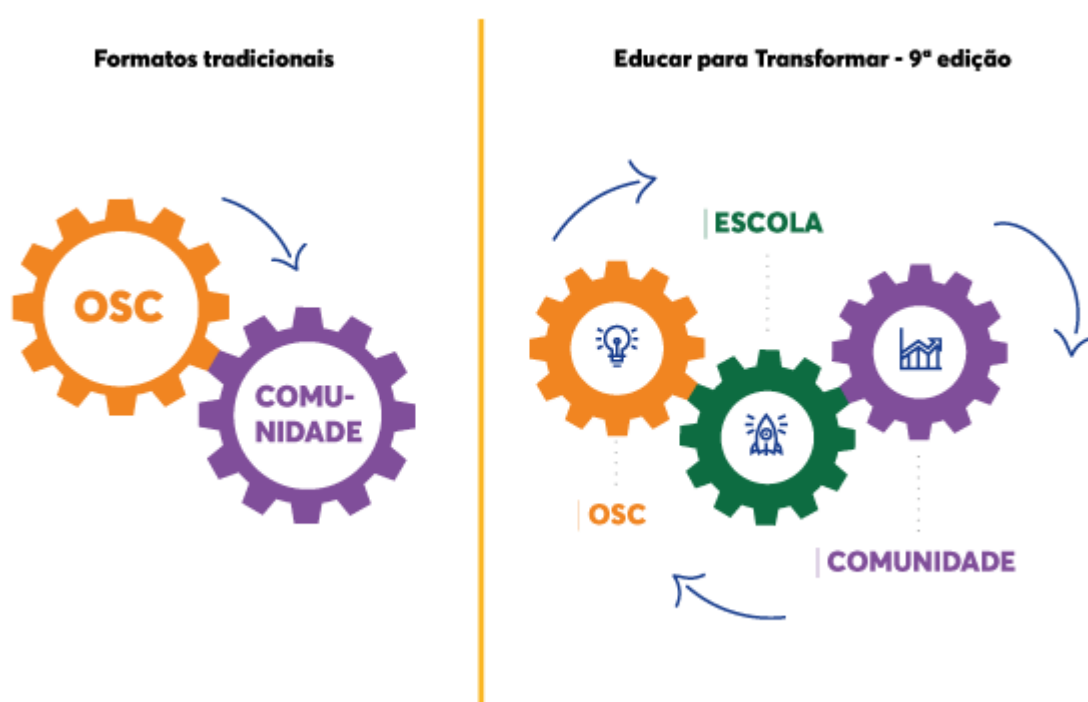 Formatos tradicionais
OSC
COMU-
NIDADE
Educar para Transformar - 9ª edição
ESCOLA
OSC
COMUNIDADE